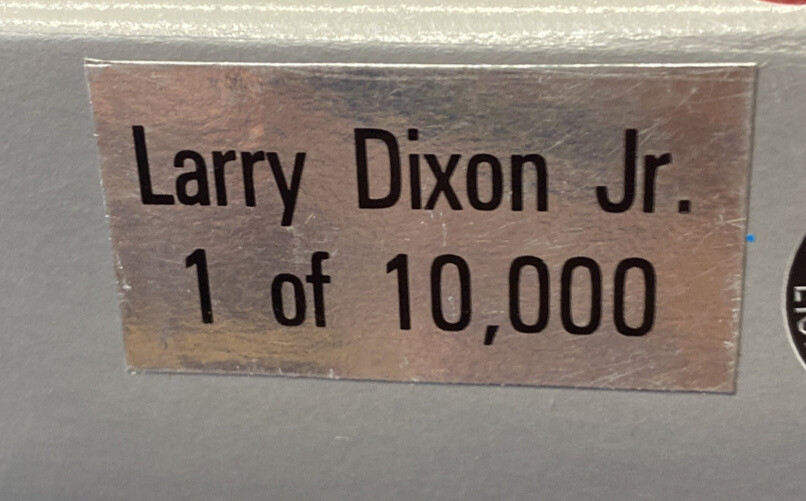 Larry Dixon Jr.
1 of 10,000